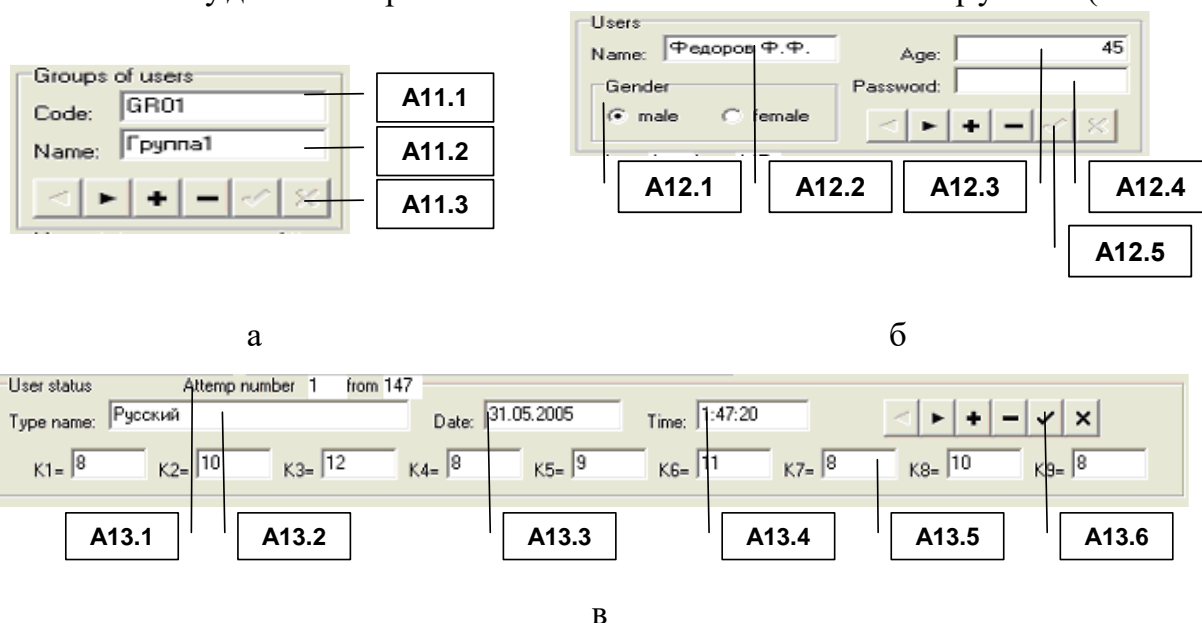 Groups of users
Code: GR01
Name: Группа1
A11.1
A11.2
A11.3
Users
Name: Федоров Ф.Ф.
Age: 45
Gender
male female
Password:
A12.1 A12.2 A12.3 A12.4
A12.5
а б
User status Attemp number 1 from 147
Type name: Русский Date: 31.05.2005 Time: 1:47:20
K1= 8 K2= 10 K3= 12 K4= 8 K5= 9 K6= 11 K7= 8 K8= 10 K9= 8
A13.1 A13.2 A13.3 A13.4 A13.5 A13.6
в